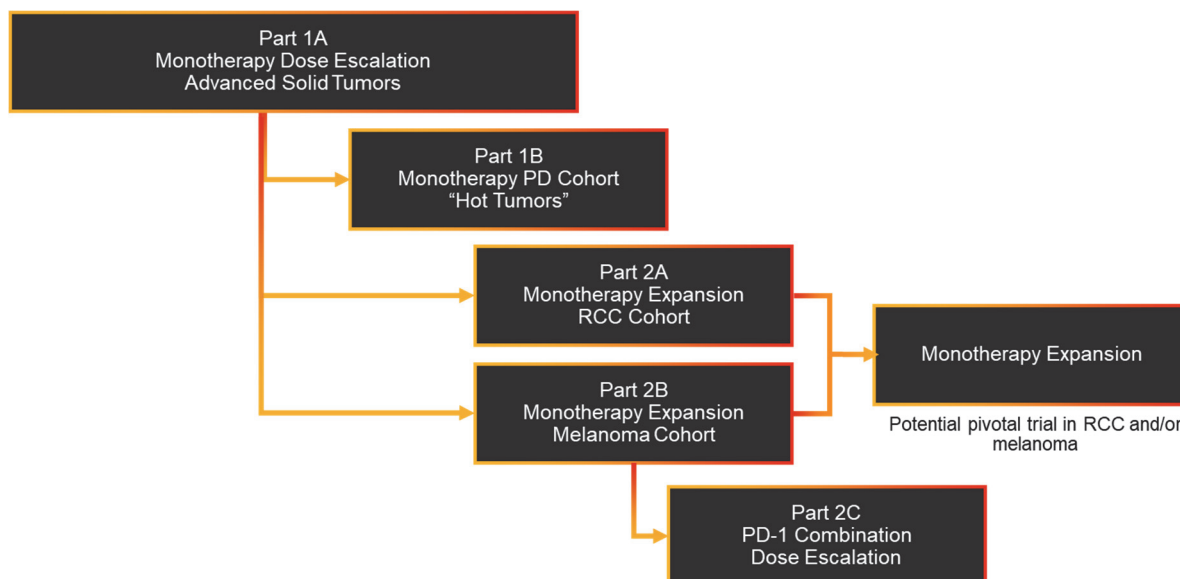 Part 1A
Monotherapy Dose Escalation
Advanced Solid Tumors
Part 1B
Monotherapy PD Cohort
“Hot Tumors”
Part 2A
Monotherapy Expansion
RCC Cohort
Part 2B
Monotherapy Expansion
Melanoma Cohort
Monotherapy Expansion
Potential pivotal trial in RCC and/or
melanoma
Part 2C
PD-1 Combination
Dose Escalation